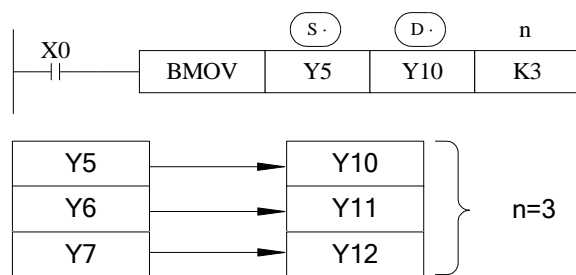 S· D· n
X0
BMOV Y5 Y10 K3
Y5 Y10
Y6 Y11 n=3
Y7 Y12